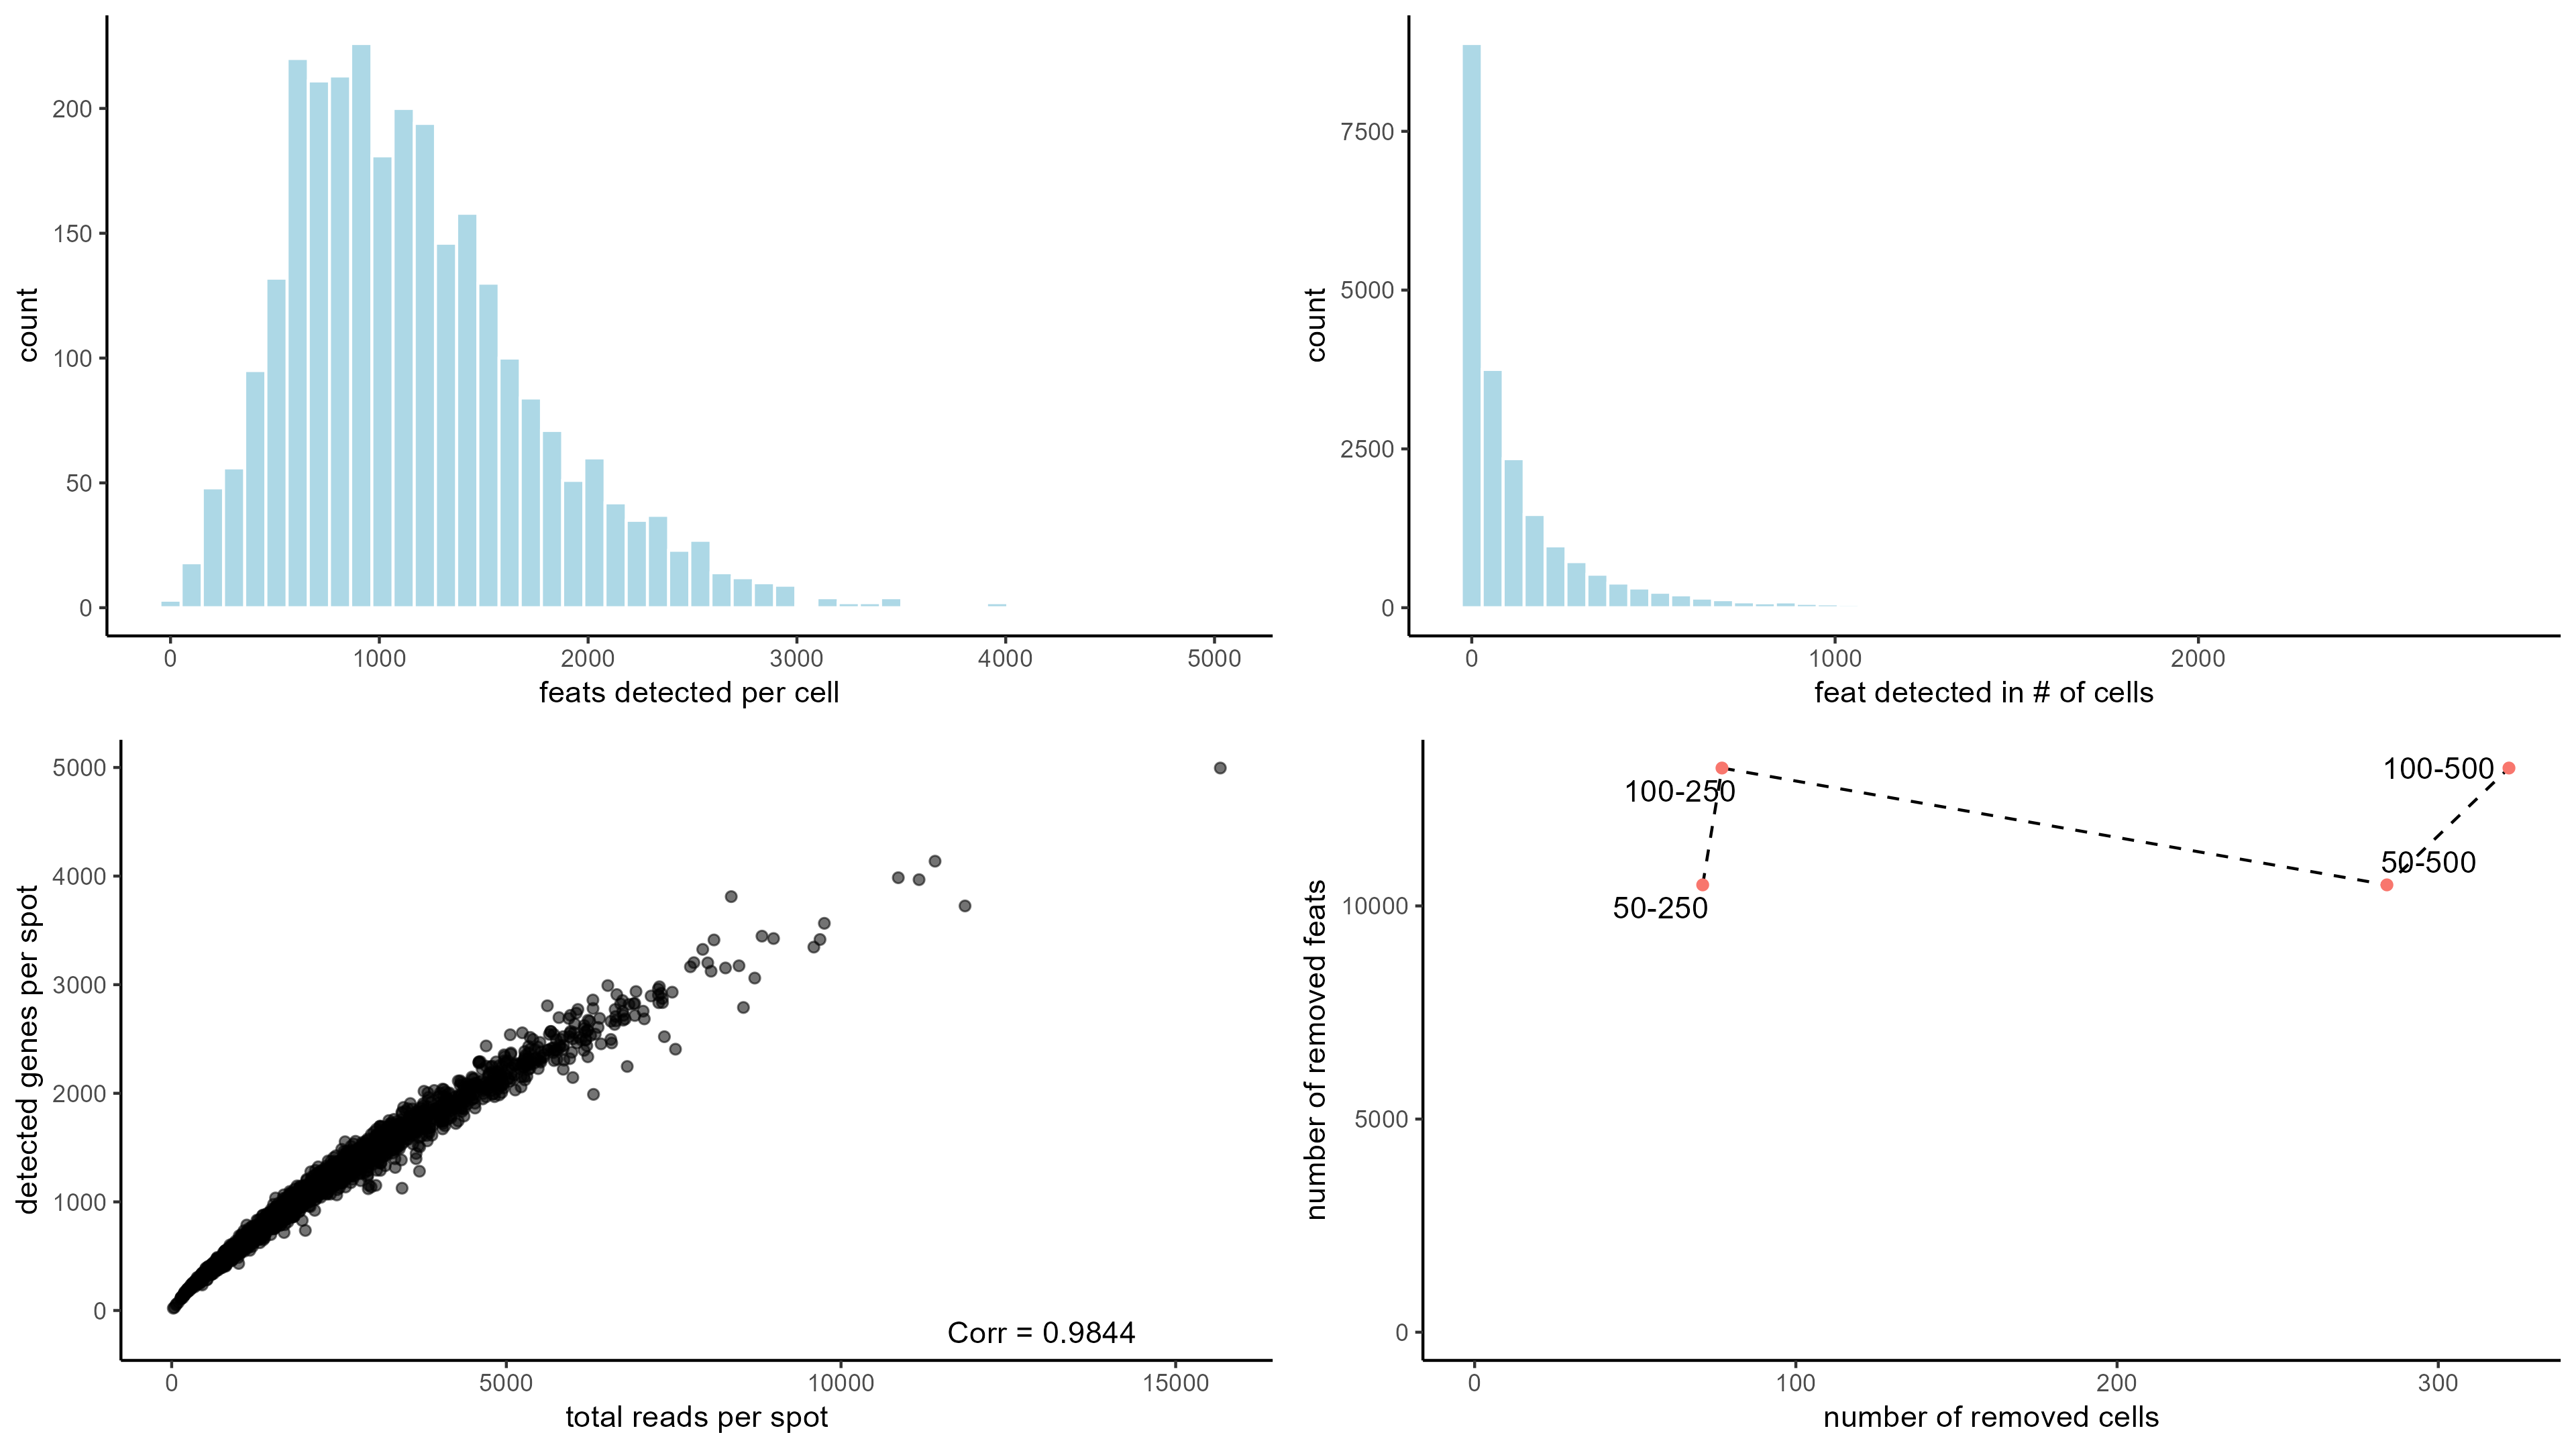 200
150
100
50
0
count
0 1000 2000 3000 4000 5000
feats detected per cell
7500
5000
2500
0
count
0 1000 2000
feat detected in # of cells
5000
4000
3000
2000
1000
0
detected genes per spot
Corr = 0.9844
0 5000 10000 15000
total reads per spot
10000
5000
0
number of removed feats
100-500
100-250
50-500
50-250
0 100 200 300
number of removed cells